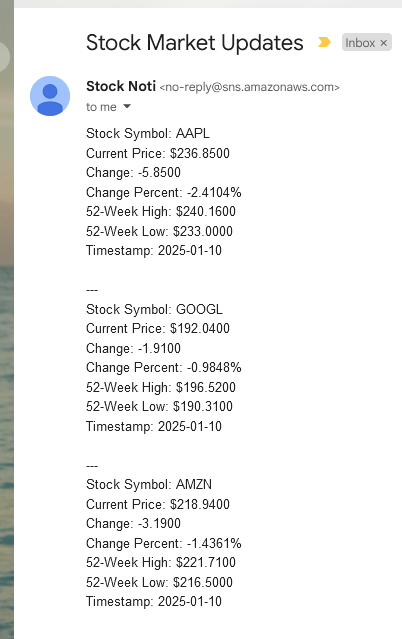 Stock Market Updates Inbox ×
Stock Noti <no-reply@sns.amazonaws.com>
to me
Stock Symbol: AAPL
Current Price: $236.8500
Change: -5.8500
Change Percent: -2.4104%
52-Week High: $240.1600
52-Week Low: $233.0000
Timestamp: 2025-01-10
---
Stock Symbol: GOOGL
Current Price: $192.0400
Change: -1.9100
Change Percent: -0.9848%
52-Week High: $196.5200
52-Week Low: $190.3100
Timestamp: 2025-01-10
---
Stock Symbol: AMZN
Current Price: $218.9400
Change: -3.1900
Change Percent: -1.4361%
52-Week High: $221.7100
52-Week Low: $216.5000
Timestamp: 2025-01-10